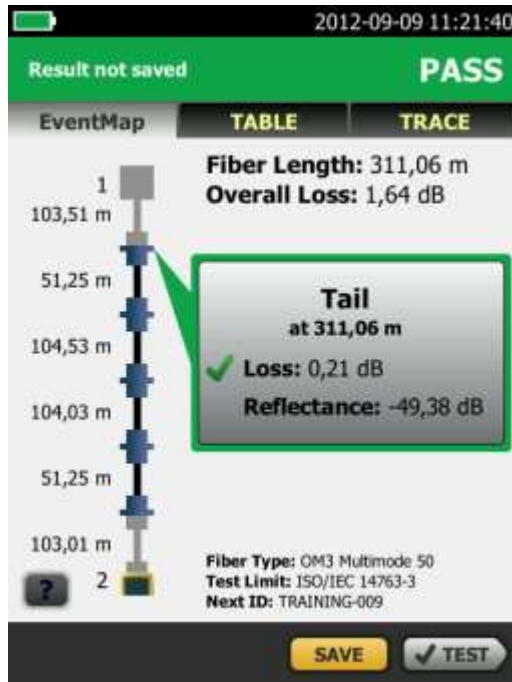 2012-09-09 11:21:40
Result not saved
PASS
EventMap
TABLE
TRACE
Fiber Length: 311,06 m
Overall Loss: 1,64 dB
1
103,51 m
51,25 m
104,53 m
104,03 m
51,25 m
103,01 m
2
Tail
at 311,06 m
Loss: 0,21 dB
Reflectance: -49,38 dB
Fiber Type: OM3 Multimode 50
Test Limit: ISO/IEC 14763-3
Next ID: TRAINING-009
?
SAVE
TEST